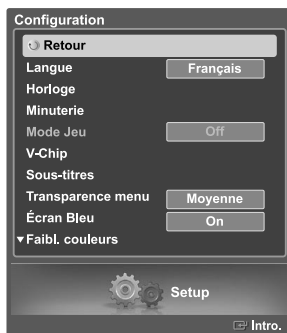 Configuration
Retour
Langue Français
Horloge
Minuterie
Mode Jeu Off
V-Chip
Sous-titres
Transparence menu Moyenne
Écran Bleu On
▼Faibl. couleurs
Setup
Intro.